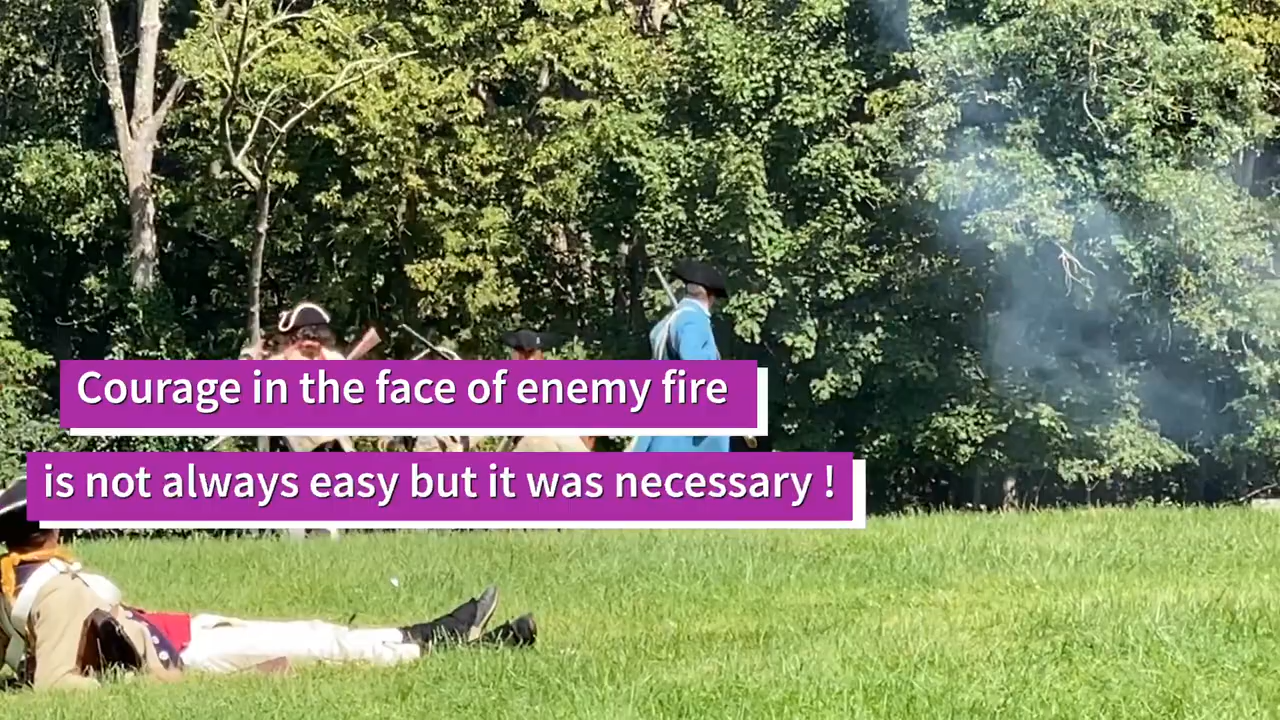 Courage in the face of enemy fire
is not always easy but it was necessary !